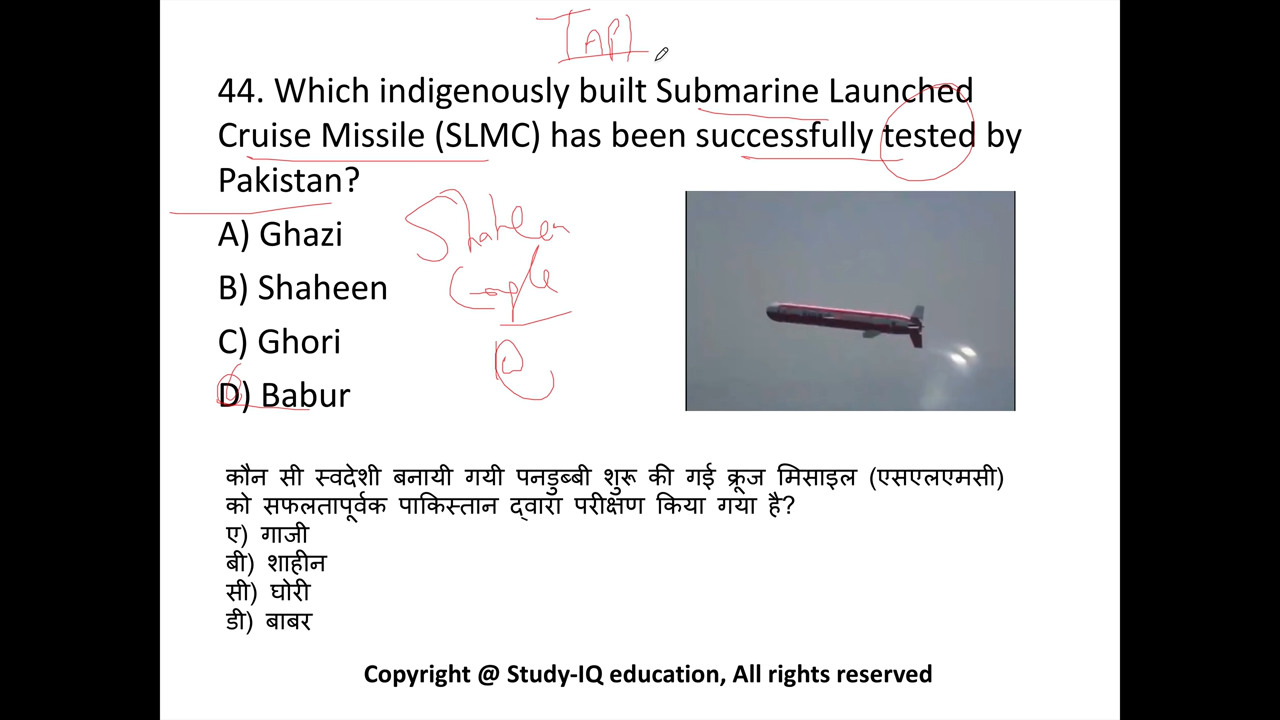 TAPI
44. Which indigenously built Submarine Launched
Cruise Missile (SLMC) has been successfully tested by
Pakistan?
A) Ghazi
B) Shaheen
C) Ghori
D) Babur
Shaheen
कौन सी स्वदेशी बनायी गयी पनडुब्बी शुरू की गई क्रूज मिसाइल (एसएलएमसी)
को सफलतापूर्वक पाकिस्तान द्वारा परीक्षण किया गया है?
ए) गाजी
बी) शाहीन
सी) घोरी
डी) बाबर
Copyright @ Study-IQ education, All rights reserved